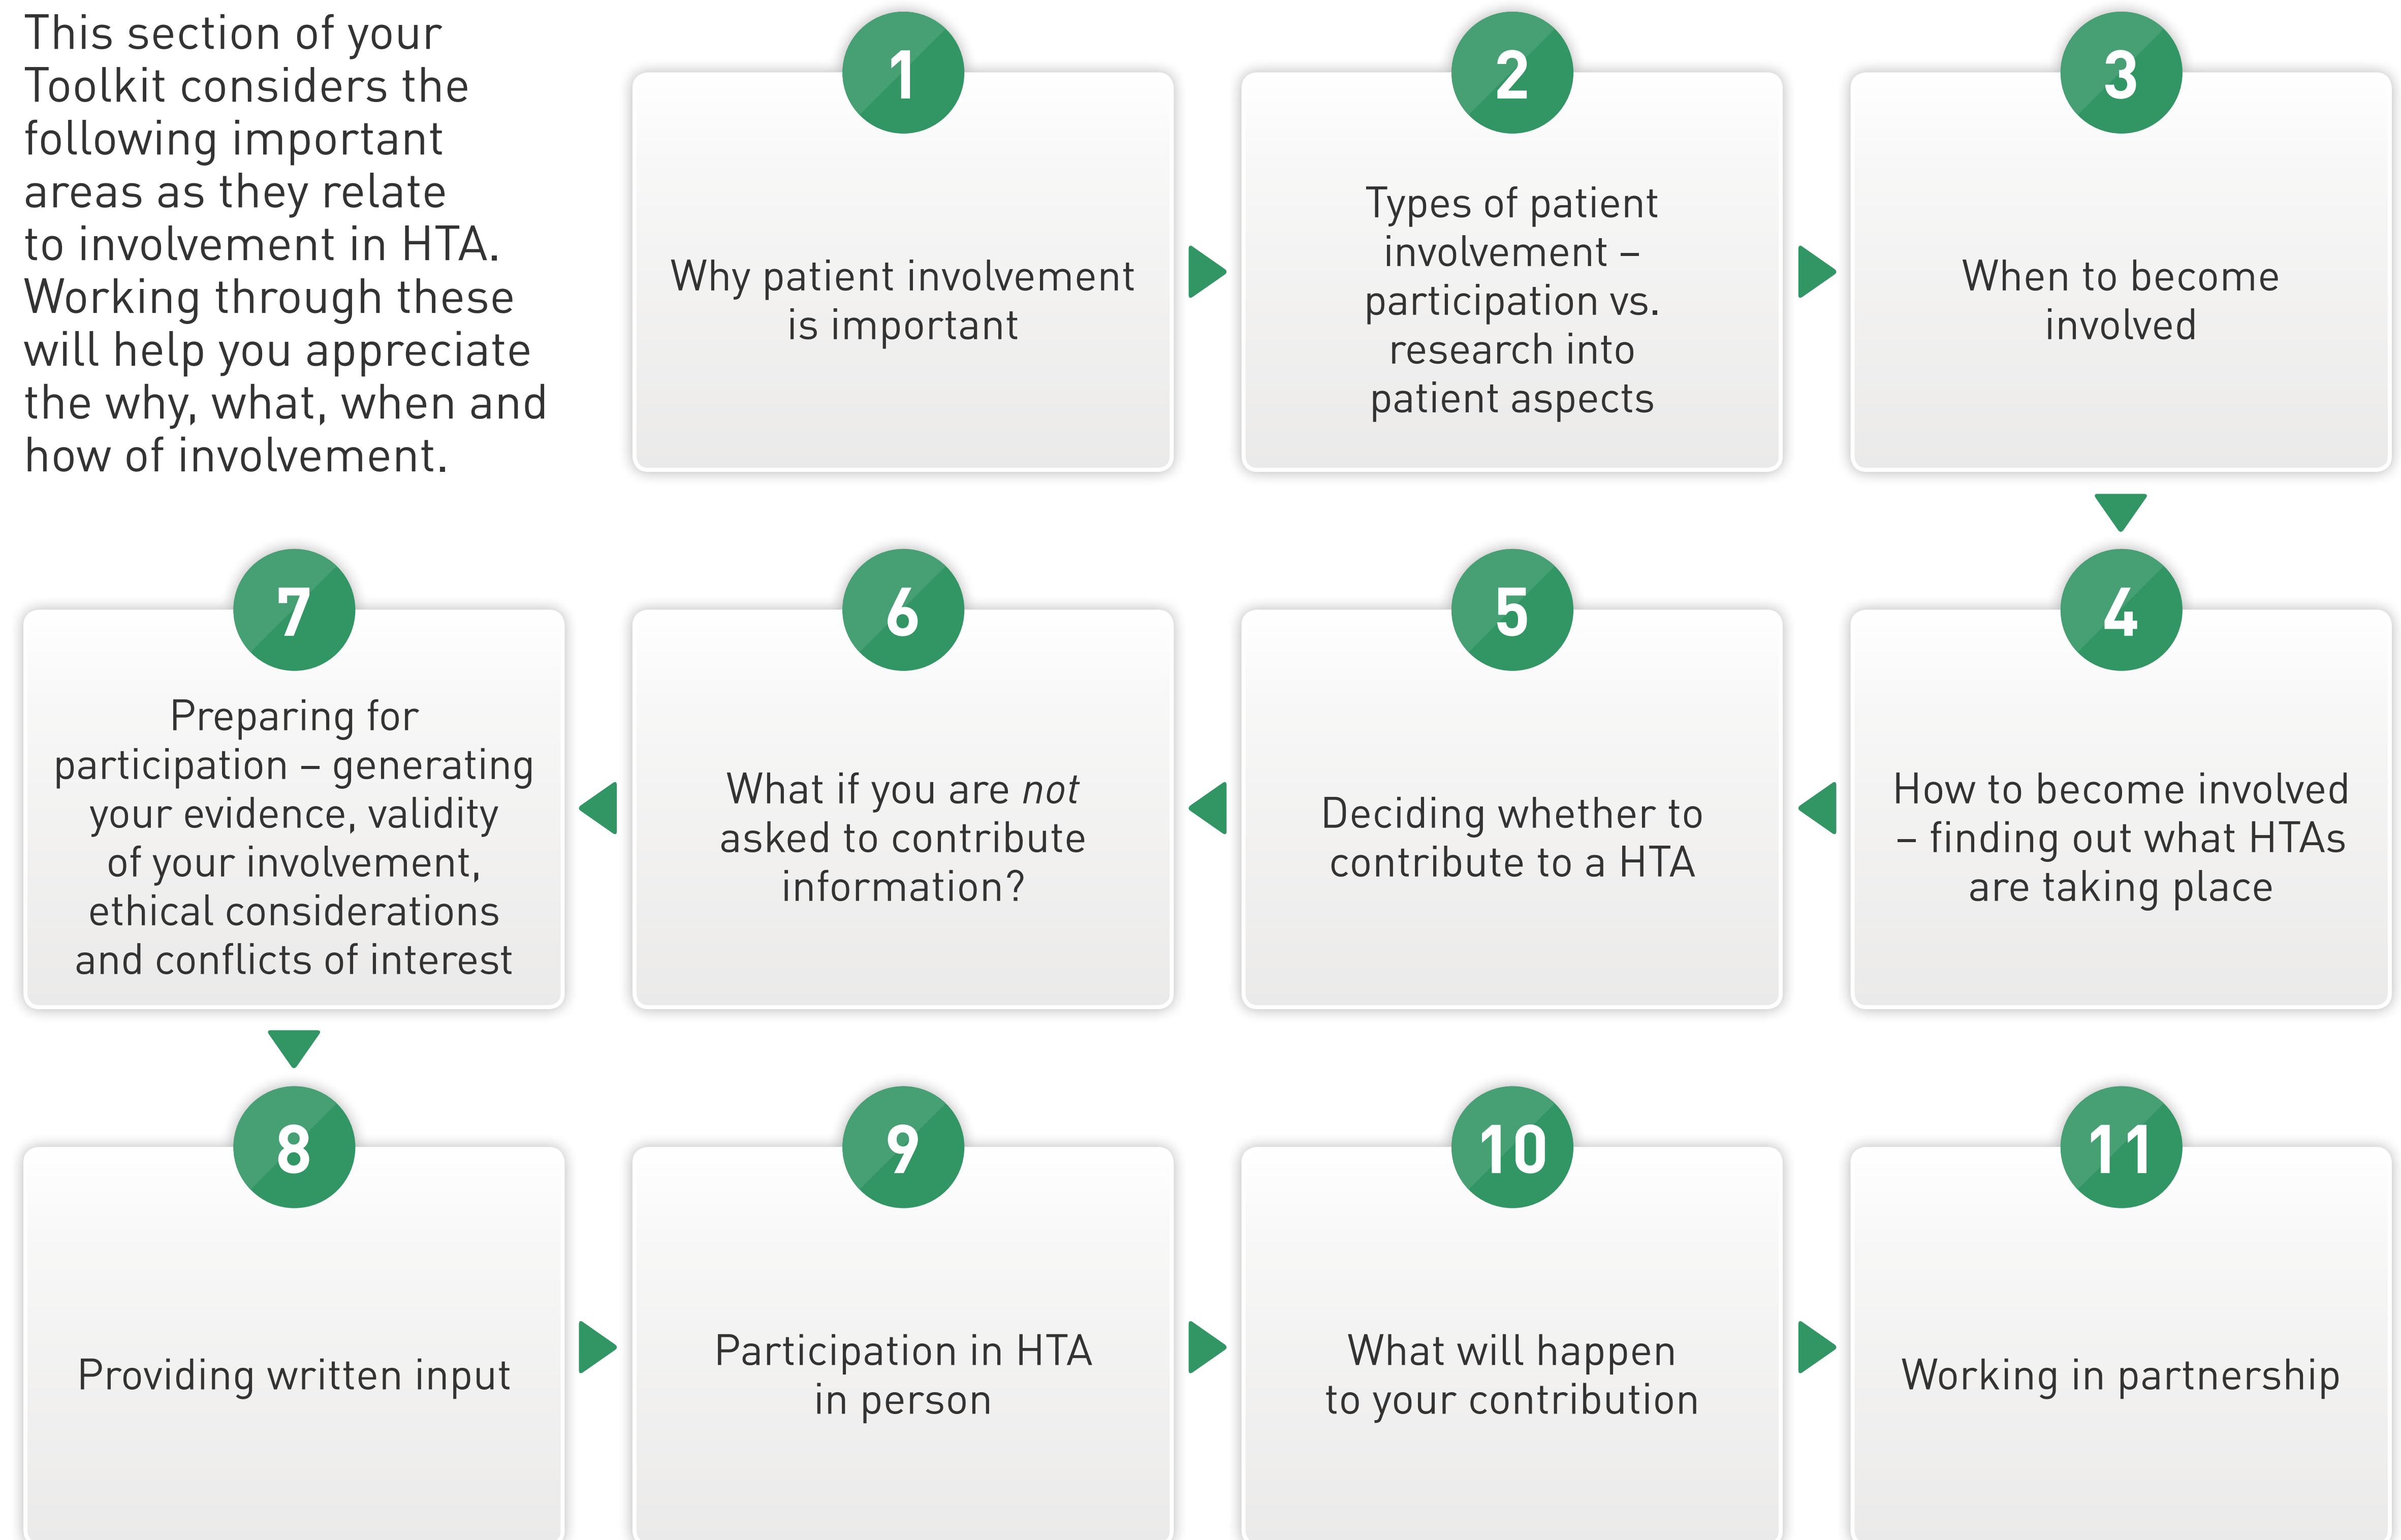 This section of your
Toolkit considers the
following important
areas as they relate
to involvement in HTA.
Working through these
will help you appreciate
the why, what, when and
how of involvement.
1
Why patient involvement
is important
2
Types of patient
involvement –
participation vs.
research into
patient aspects
3
When to become
involved
4
How to become involved
– finding out what HTAs
are taking place
5
Deciding whether to
contribute to a HTA
6
What if you are not
asked to contribute
information?
7
Preparing for
participation – generating
your evidence, validity
of your involvement,
ethical considerations
and conflicts of interest
8
Providing written input
9
Participation in HTA
in person
10
What will happen
to your contribution
11
Working in partnership